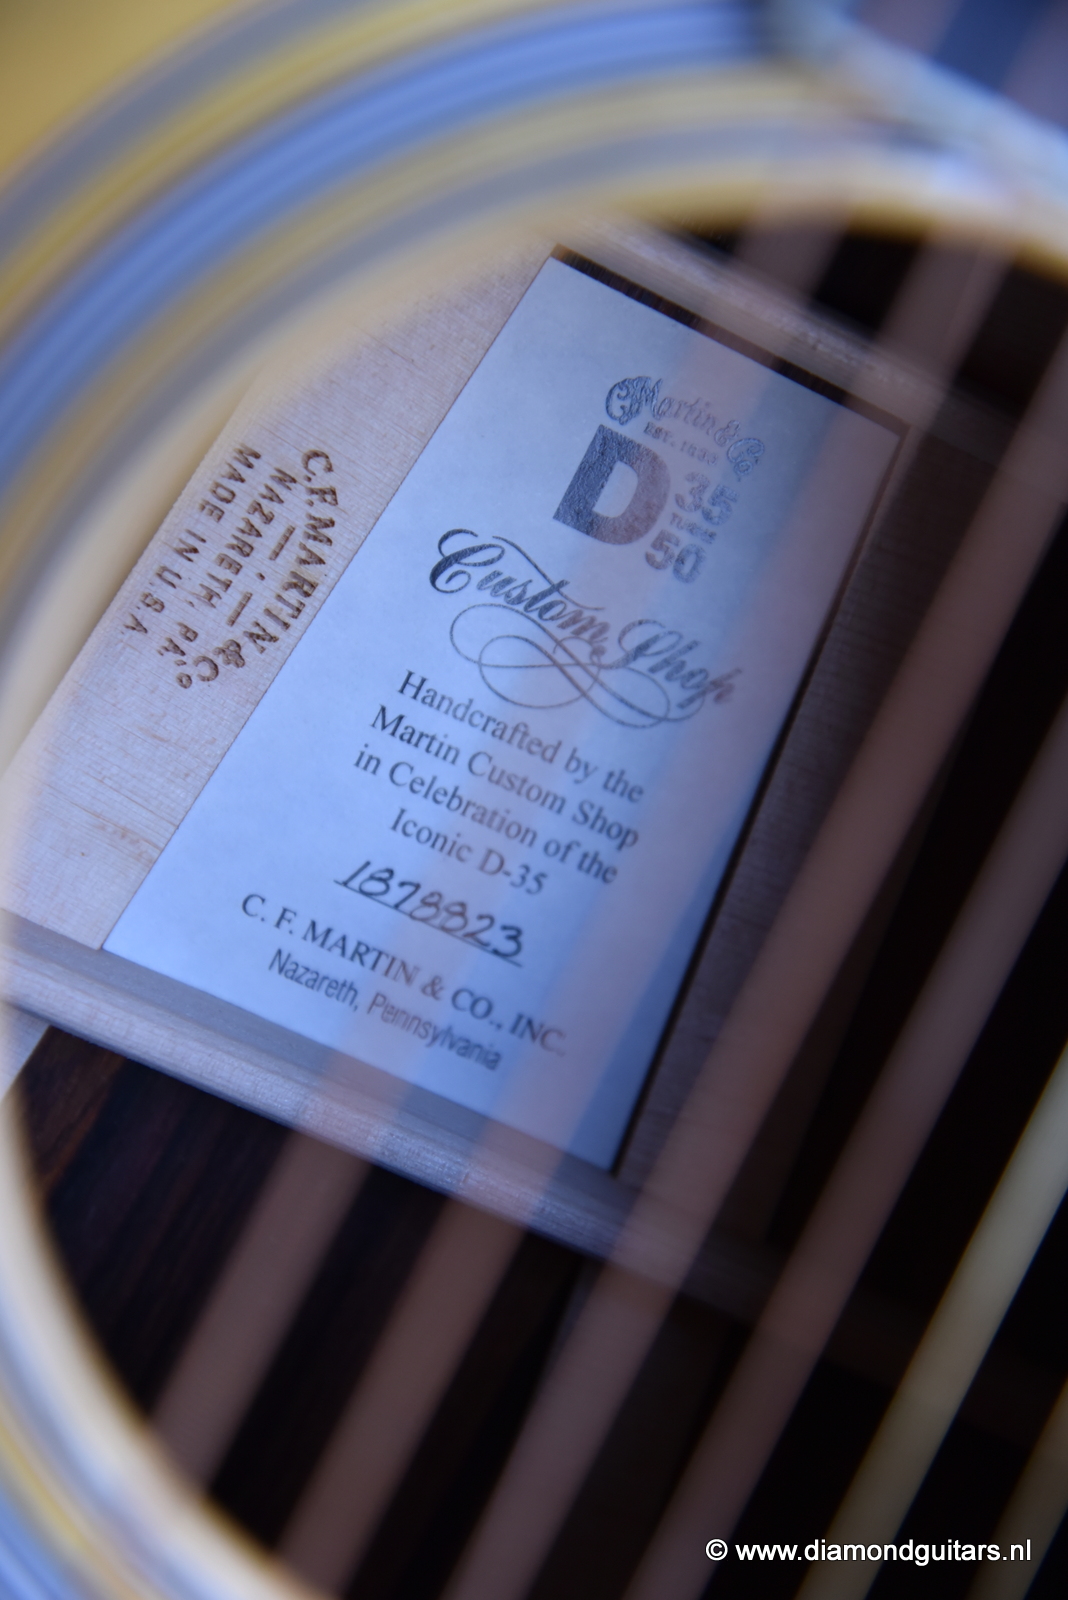 Martin & Co
EST. 1833
D 35
TURNS
50
Custom Shop
Handcrafted by the
Martin Custom Shop
in Celebration of the
Iconic D-35
1878823
C. F. MARTIN & CO., INC.
Nazareth, Pennsylvania
C.F. MARTIN & Co
NAZARETH, PA.
MADE IN U.S.A.
© www.diamondguitars.nl